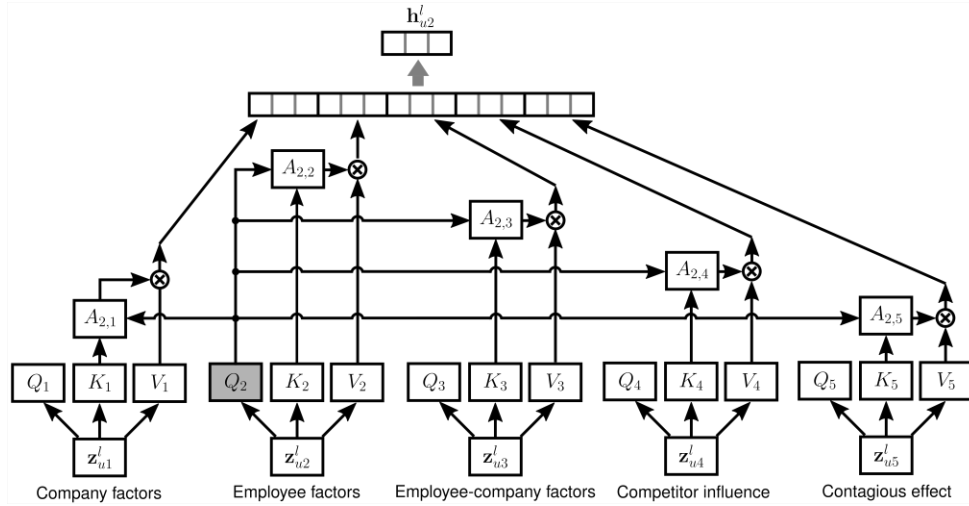 h^l_{u2}
A_{2,2}
A_{2,3}
A_{2,4}
A_{2,1}
A_{2,5}
Q_1 K_1 V_1 Q_2 K_2 V_2 Q_3 K_3 V_3 Q_4 K_4 V_4 Q_5 K_5 V_5
z^l_{u1} z^l_{u2} z^l_{u3} z^l_{u4} z^l_{u5}
Company factors Employee factors Employee-company factors Competitor influence Contagious effect